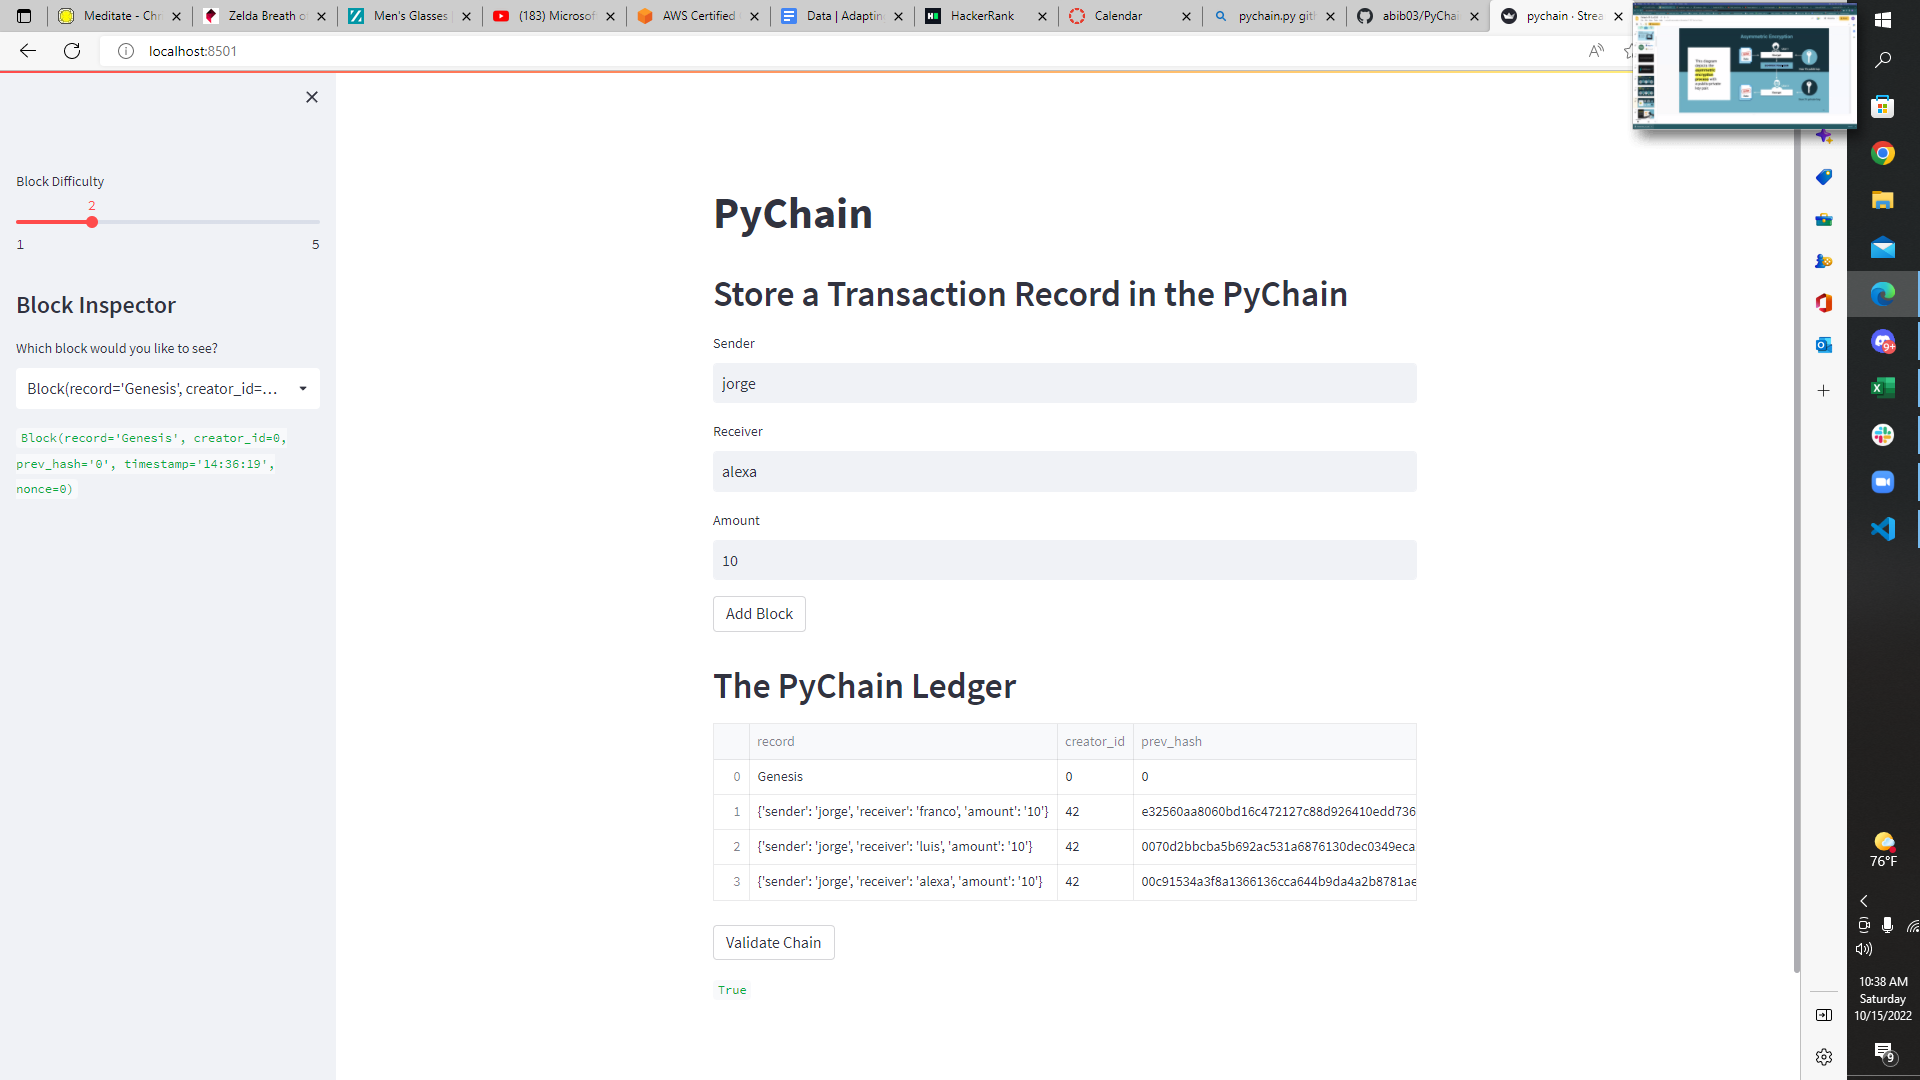 Meditate - Chr
Zelda Breath o
Men's Glasses
(183) Microsof
AWS Certified
Data | Adaptin
HackerRank
Calendar
pychain.py gith
abib03/PyChai
pychain · Strea
localhost:8501
Asymmetric Encryption
Block Difficulty
2
1
5
Block Inspector
Which block would you like to see?
Block(record='Genesis', creator_id=...
Block(record='Genesis', creator_id=0,
prev_hash='0', timestamp='14:36:19',
nonce=0)
PyChain
Store a Transaction Record in the PyChain
Sender
jorge
Receiver
alexa
Amount
10
Add Block
The PyChain Ledger
record creator_id prev_hash
0 Genesis 0 0
1 {'sender': 'jorge', 'receiver': 'franco', 'amount': '10'} 42 e32560aa8060bd16c472127c88d926410edd736
2 {'sender': 'jorge', 'receiver': 'luis', 'amount': '10'} 42 0070d2bbcba5b692ac531a6876130dec0349eca
3 {'sender': 'jorge', 'receiver': 'alexa', 'amount': '10'} 42 00c91534a3f8a1366136cca644b9da4a2b8781ae
Validate Chain
True
9+
76°F
10:38 AM
Saturday
10/15/2022
9